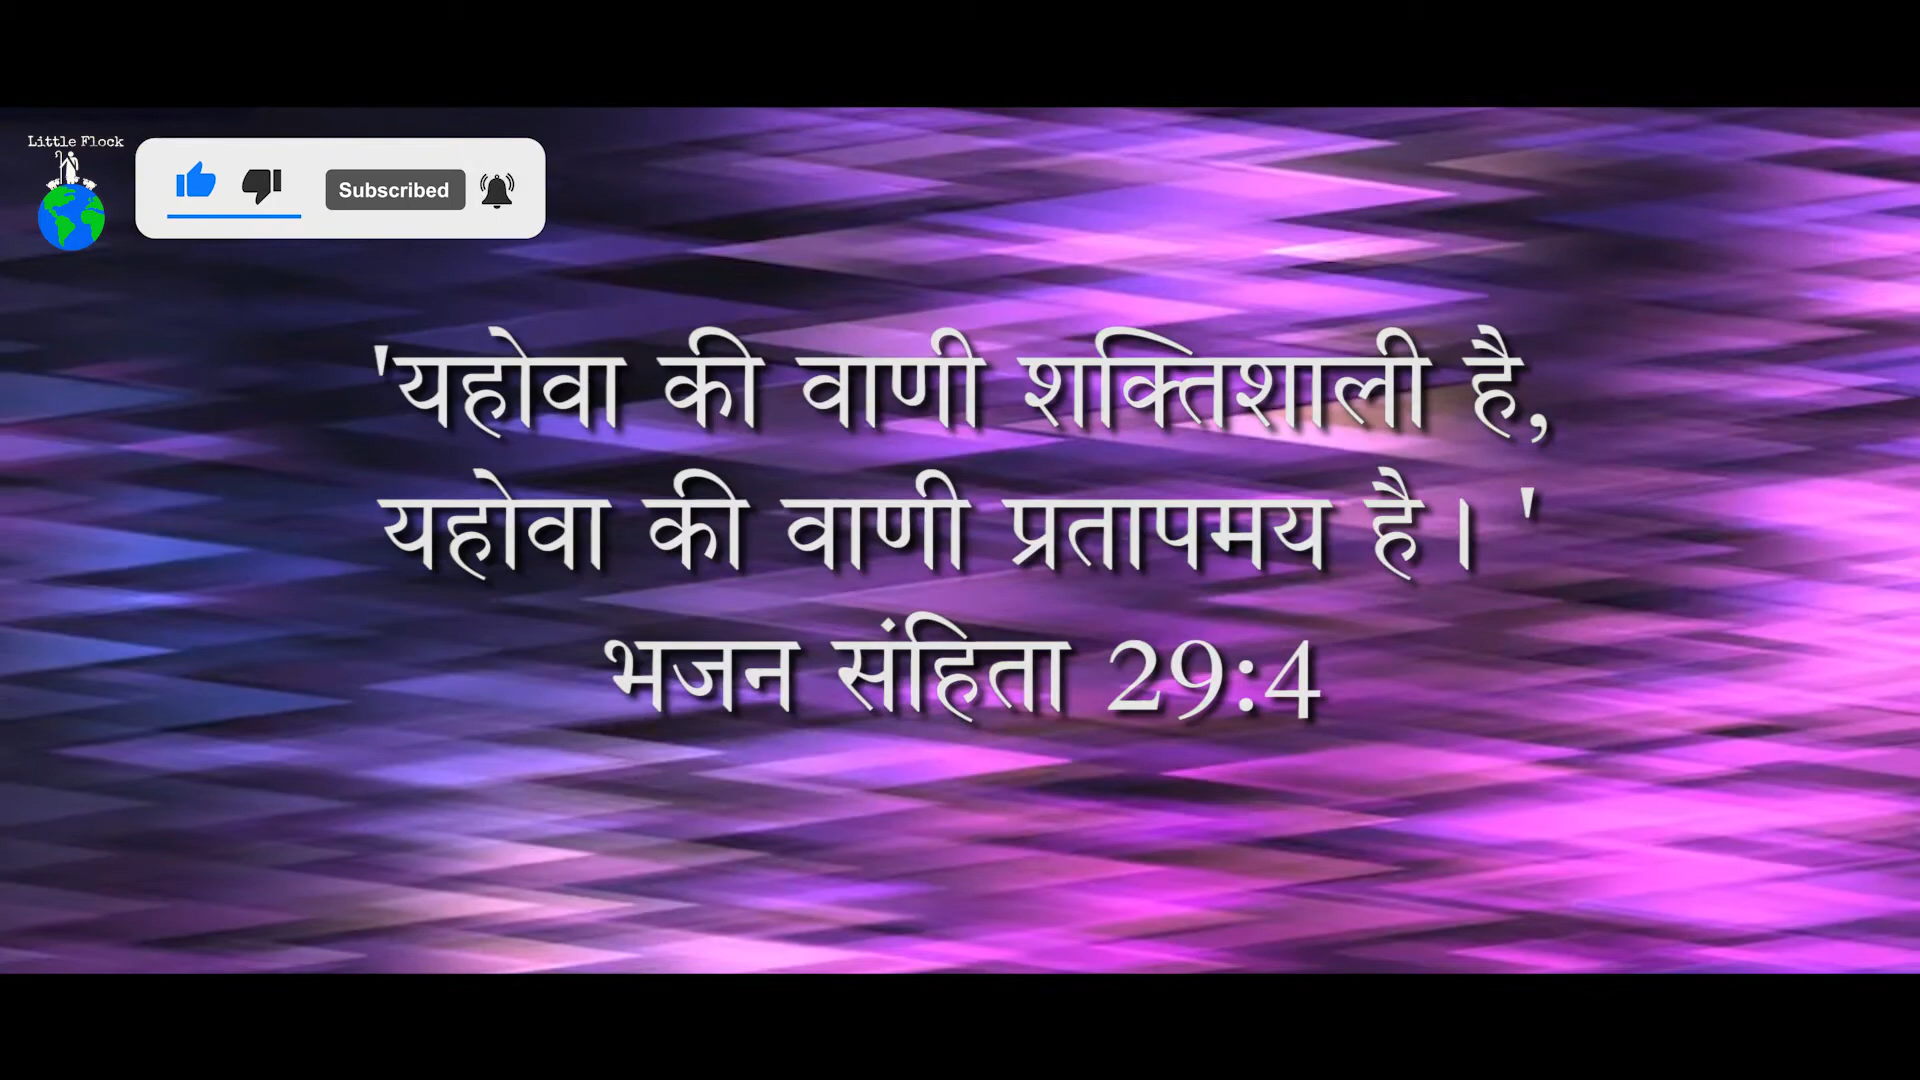 Little Flock
Subscribed
'यहोवा की वाणी शक्तिशाली है,
यहोवा की वाणी प्रतापमय है। '
भजन संहिता 29:4